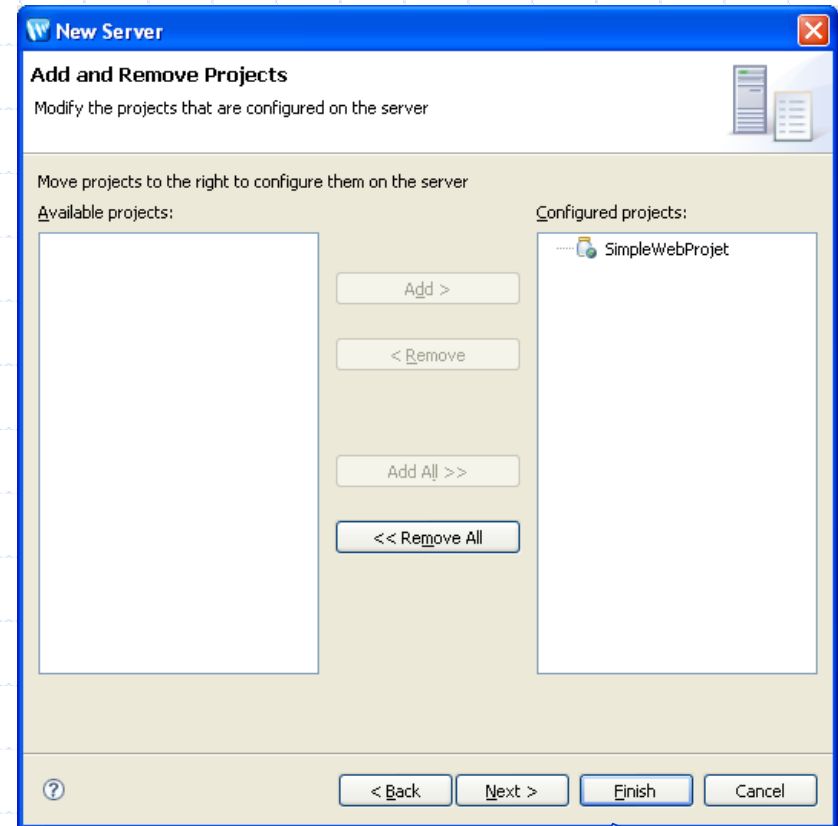 New Server
Add and Remove Projects
Modify the projects that are configured on the server
Move projects to the right to configure them on the server
Available projects:
Configured projects:
SimpleWebProjet
Add >
< Remove
Add All >>
<< Remove All
< Back
Next >
Finish
Cancel